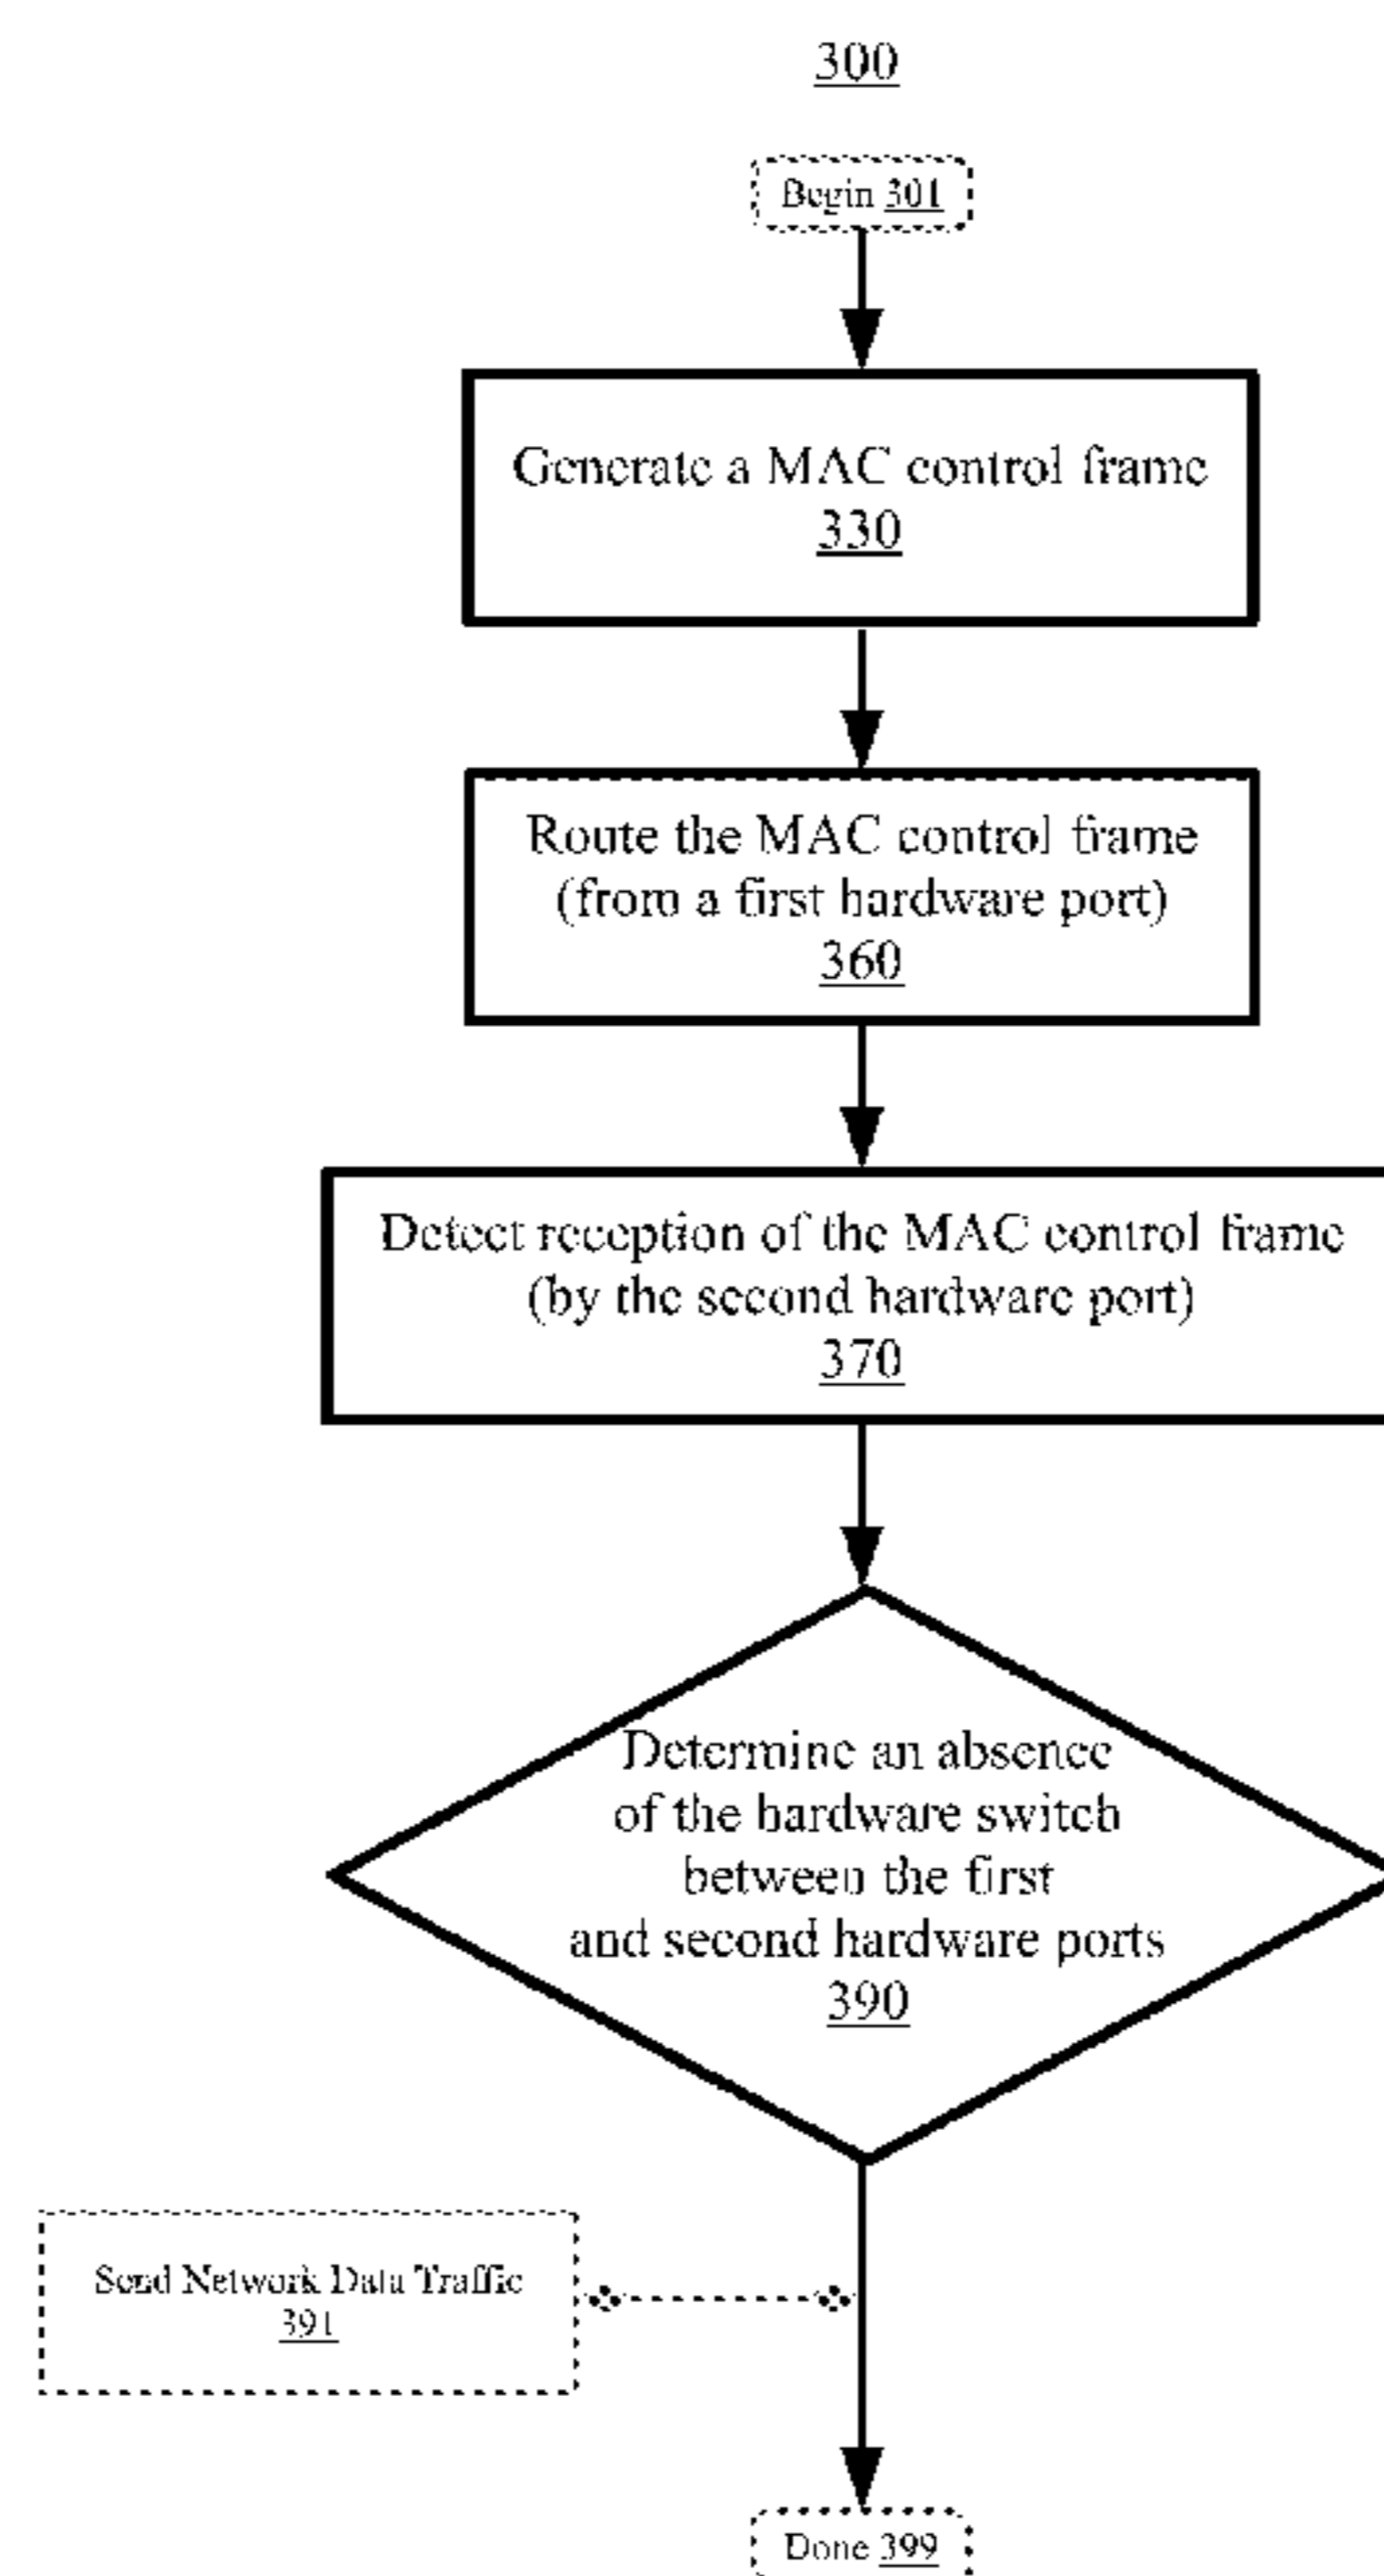 300
Begin 301
Generate a MAC control frame
330
Route the MAC control frame
(from a first hardware port)
360
Detect reception of the MAC control frame
(by the second hardware port)
370
Determine an absence
of the hardware switch
between the first
and second hardware ports
390
Send Network Data Traffic
391
Done 399